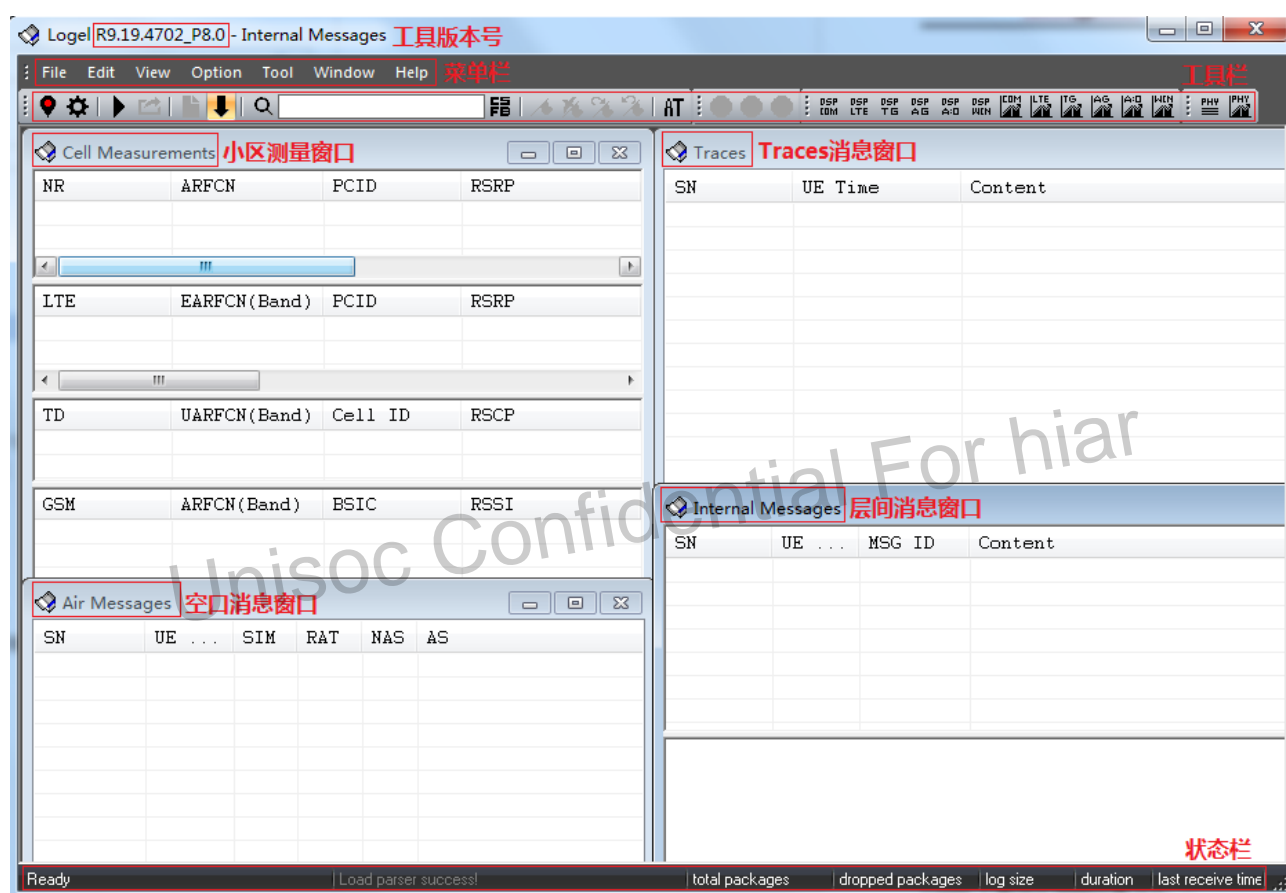 Logel R9.19.4702_P8.0 - Internal Messages 工具版本号
File Edit View Option Tool Window Help 菜单栏
工具栏
AT DSP COM DSP LTE DSP TG DSP AG DSP A:D DSP WCN COM LTE TG AG A:D WCN PHY PHY
Cell Measurements 小区测量窗口
NR ARFCN PCID RSRP
LTE EARFCN(Band) PCID RSRP
TD UARFCN(Band) Cell ID RSCP
GSM ARFCN(Band) BSIC RSSI
Traces Traces消息窗口
SN UE Time Content
Internal Messages 层间消息窗口
SN UE ... MSG ID Content
Air Messages 空口消息窗口
SN UE ... SIM RAT NAS AS
Unisoc Confidential For hiar
状态栏
Ready Load parser success! total packages dropped packages log size duration last receive time